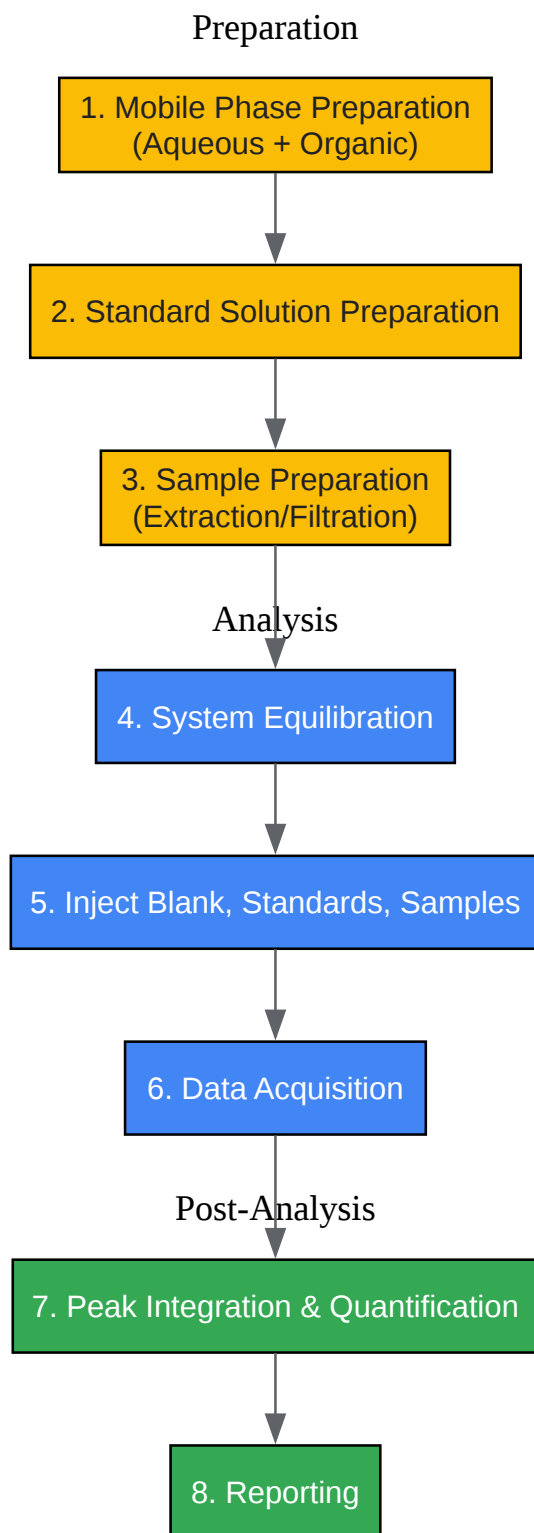 Preparation
1. Mobile Phase Preparation
(Aqueous + Organic)
2. Standard Solution Preparation
3. Sample Preparation
(Extraction/Filtration)
Analysis
4. System Equilibration
5. Inject Blank, Standards, Samples
6. Data Acquisition
Post-Analysis
7. Peak Integration & Quantification
8. Reporting